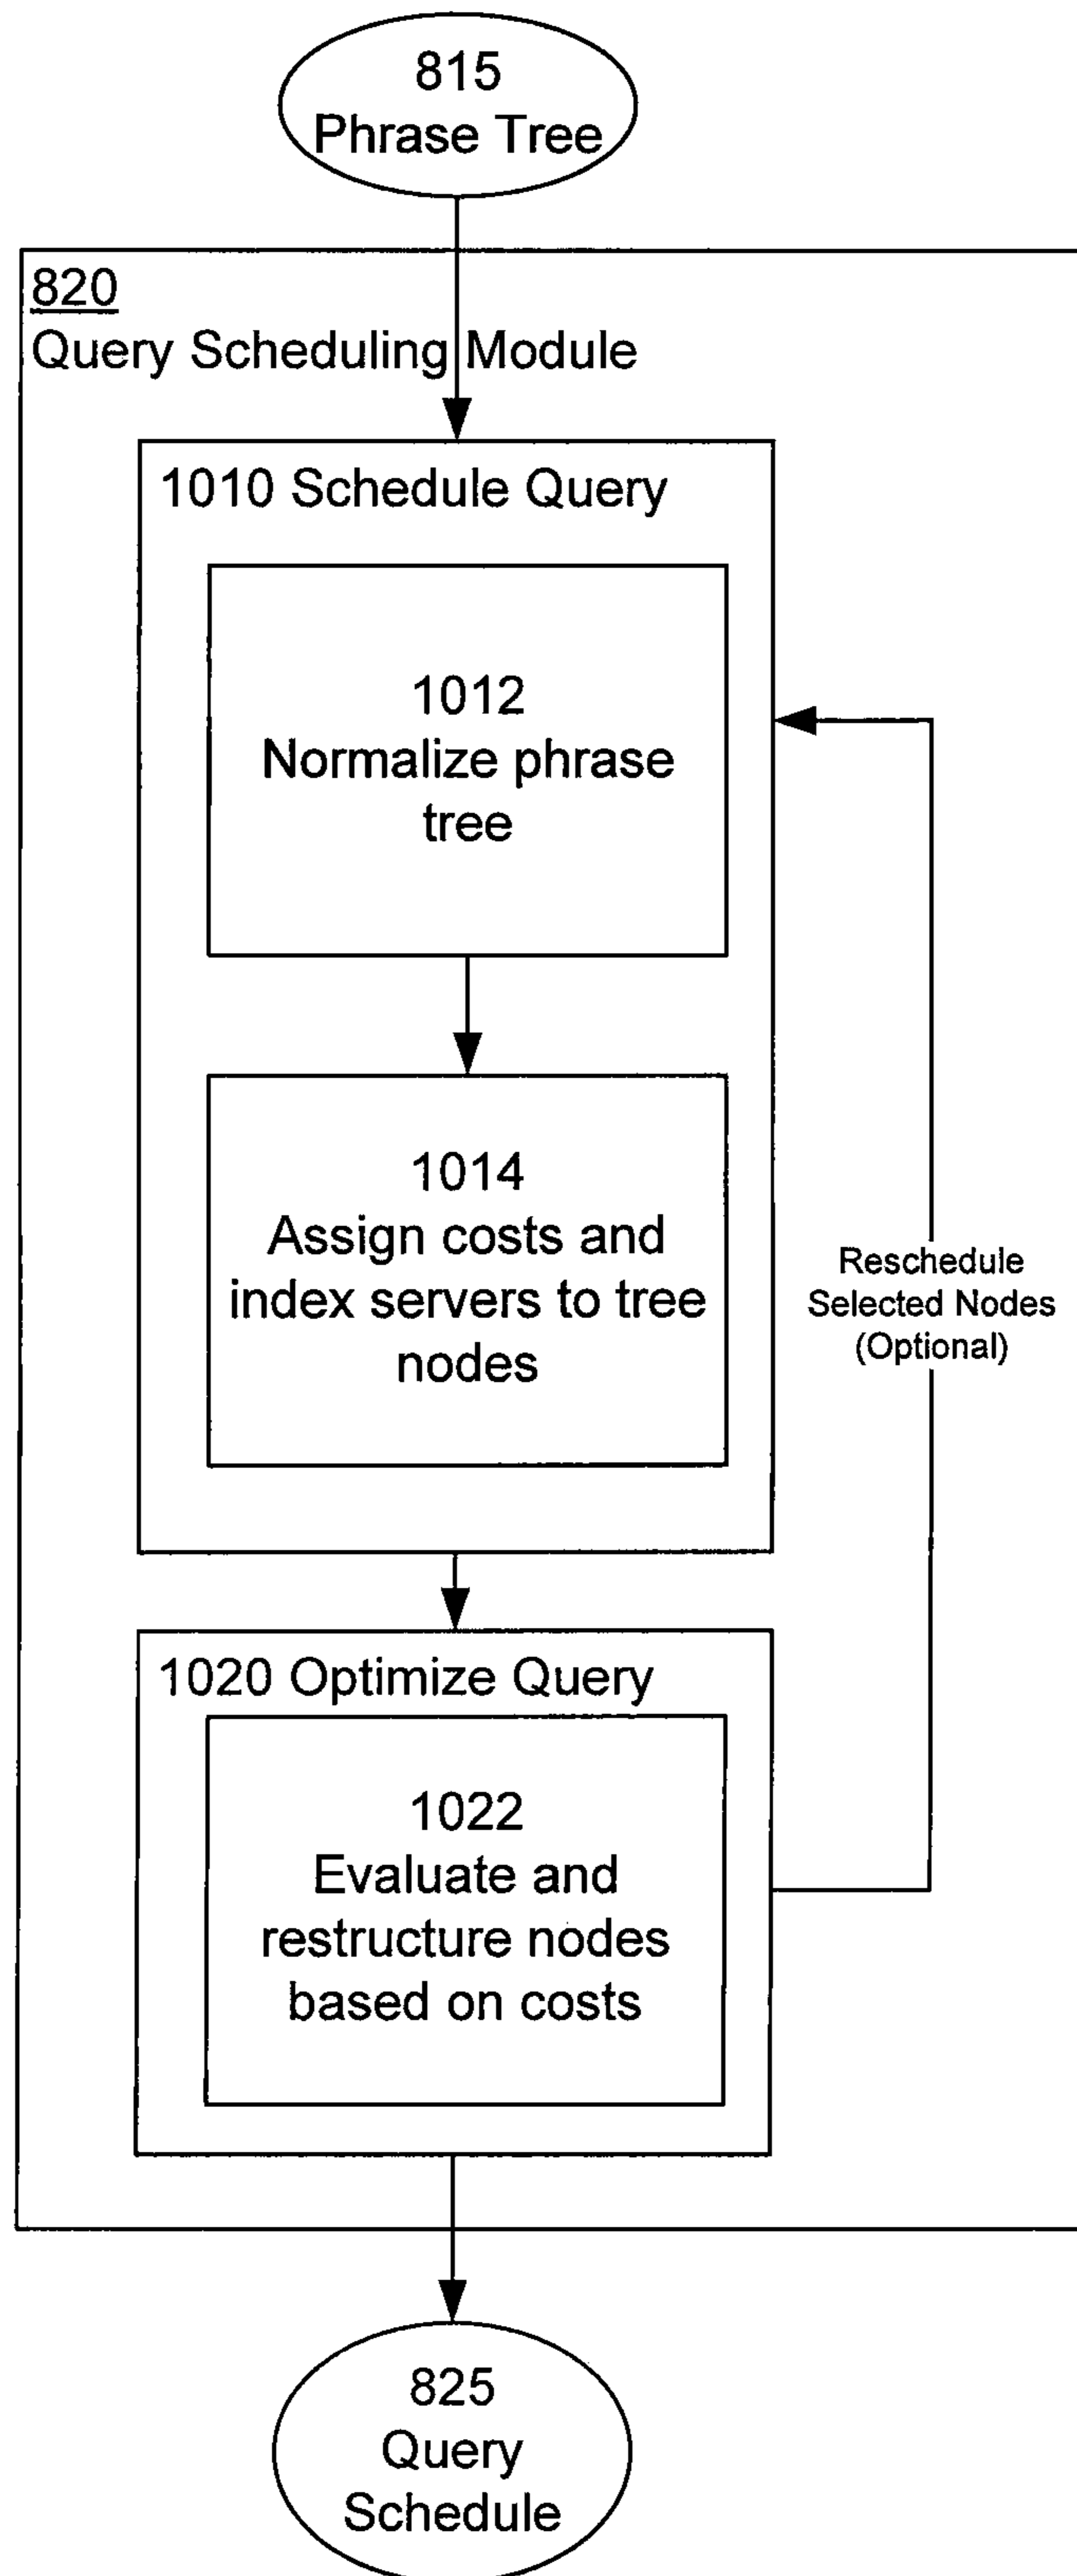 815
Phrase Tree
820
Query Scheduling Module
1010 Schedule Query
1012
Normalize phrase
tree
1014
Assign costs and
index servers to tree
nodes
Reschedule
Selected Nodes
(Optional)
1020 Optimize Query
1022
Evaluate and
restructure nodes
based on costs
825
Query
Schedule